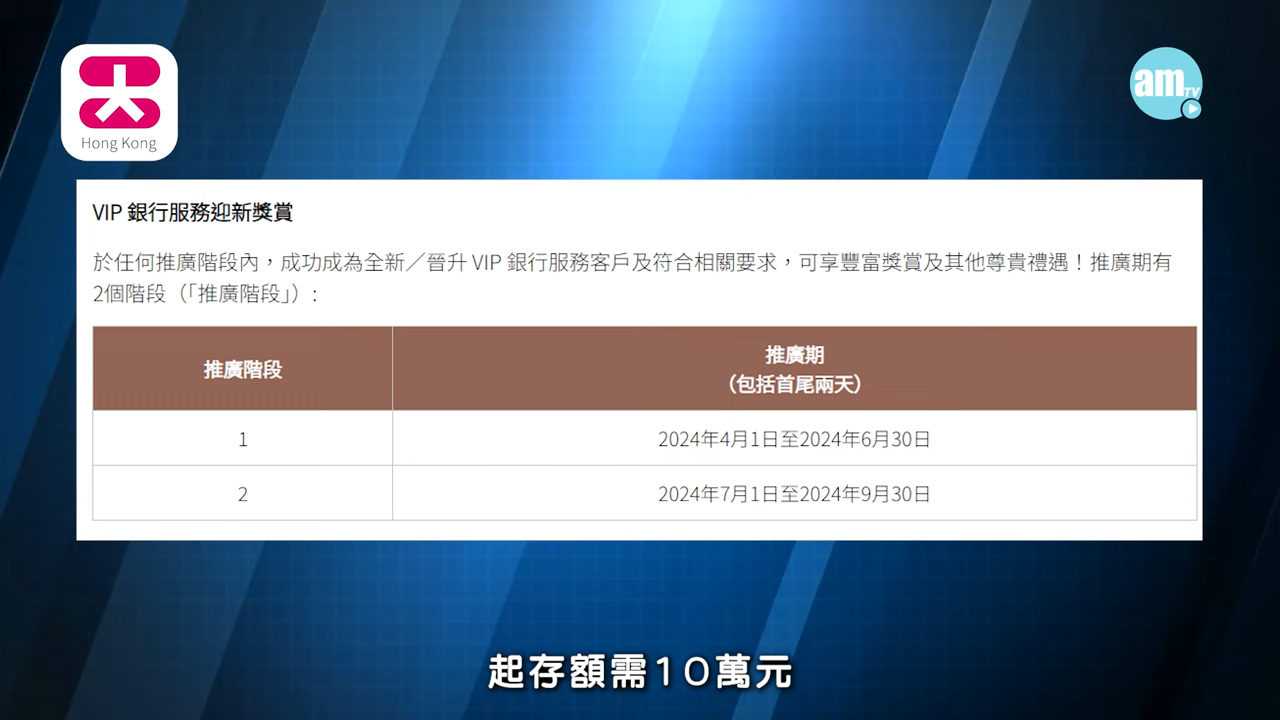 大
Hong Kong
am TV
VIP 銀行服務迎新獎賞
於任何推廣階段內，成功成為全新／晉升 VIP 銀行服務客戶及符合相關要求，可享豐富獎賞及其他尊貴禮遇！推廣期有
2個階段（「推廣階段」）:
推廣階段
推廣期
（包括首尾兩天）
1
2024年4月1日至2024年6月30日
2
2024年7月1日至2024年9月30日
起存額需10萬元